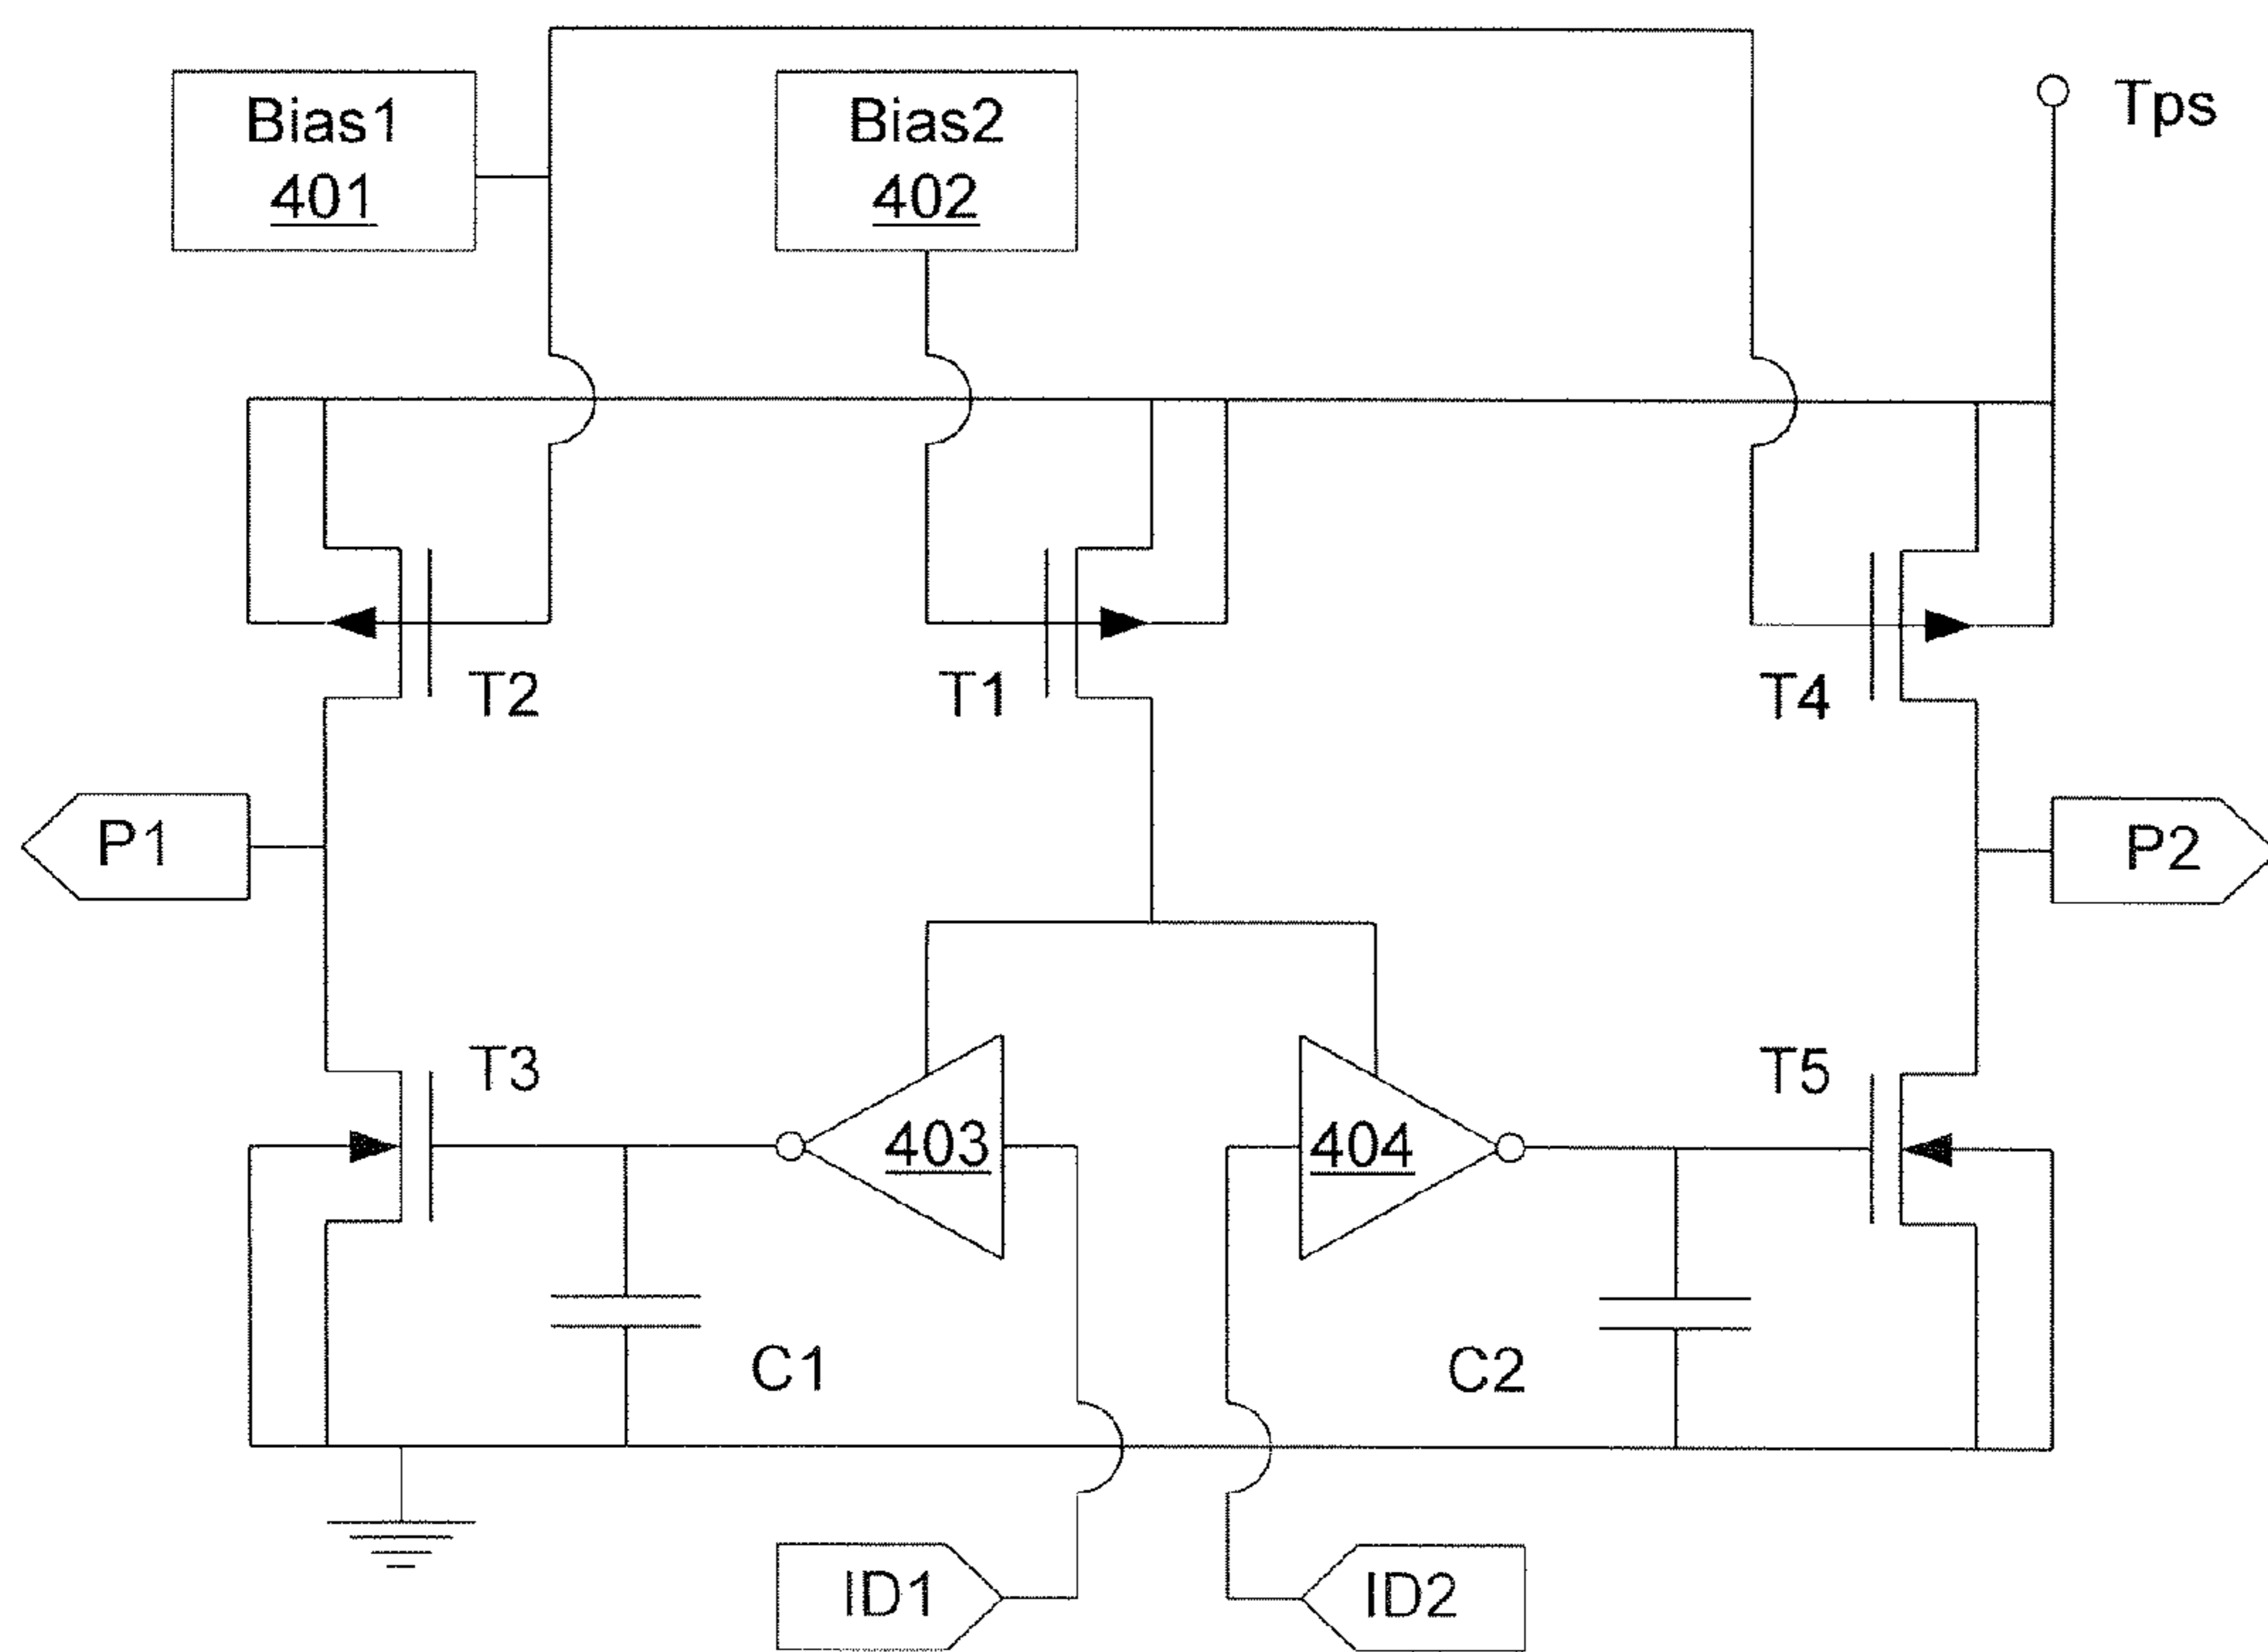 Bias1
401
Bias2
402
Tps
T2
T1
T4
P1
P2
T3
403
404
T5
C1
C2
ID1
ID2